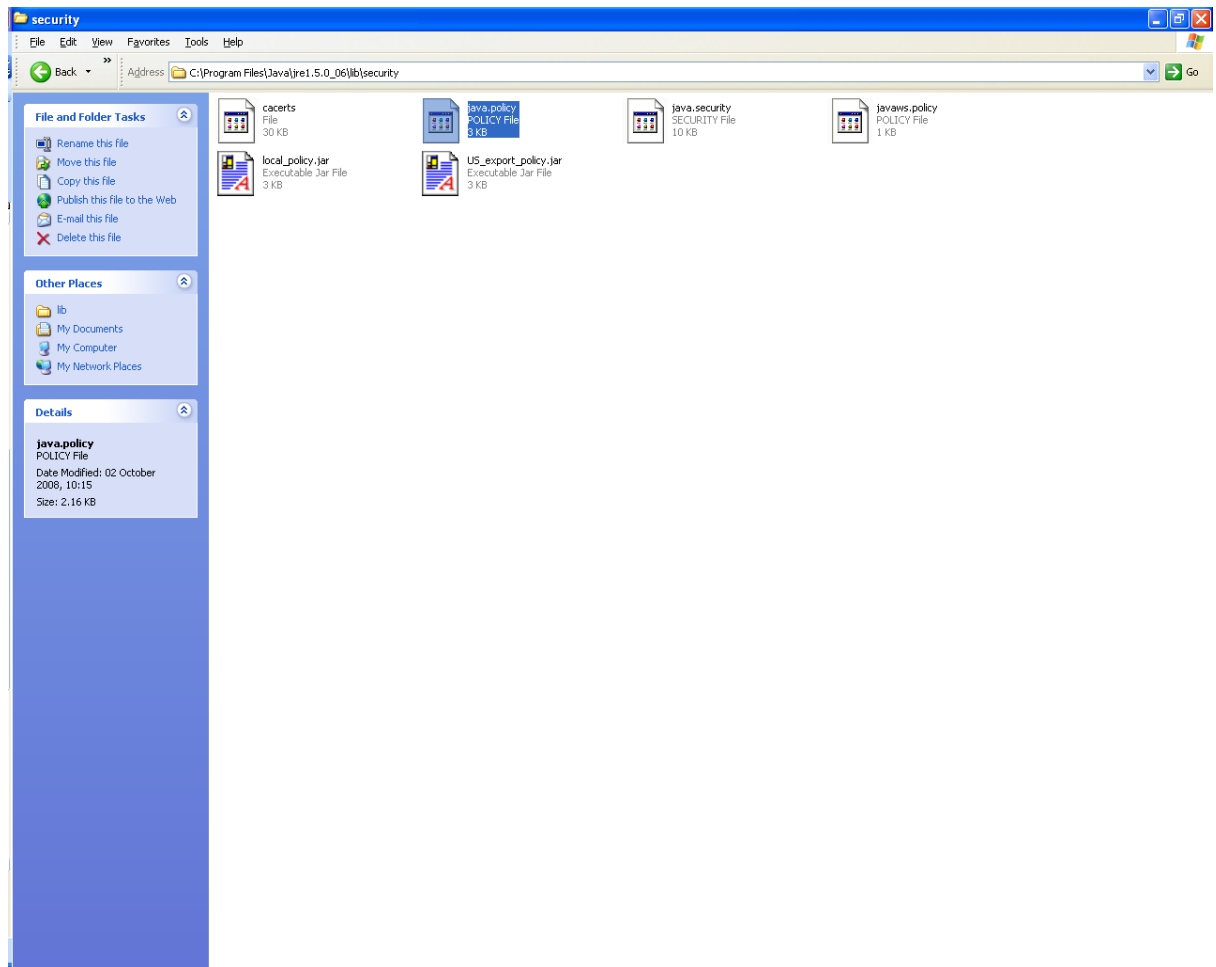 security
File Edit View Favorites Tools Help
Back » Address C:\Program Files\Java\jre1.5.0_06\lib\security Go
File and Folder Tasks
Rename this file
Move this file
Copy this file
Publish this file to the Web
E-mail this file
Delete this file
Other Places
lib
My Documents
My Computer
My Network Places
Details
java.policy
POLICY File
Date Modified: 02 October
2008, 10:15
Size: 2.16 KB
cacerts
File
30 KB
java.policy
POLICY File
3 KB
java.security
SECURITY File
10 KB
javaws.policy
POLICY File
1 KB
local_policy.jar
Executable Jar File
3 KB
US_export_policy.jar
Executable Jar File
3 KB